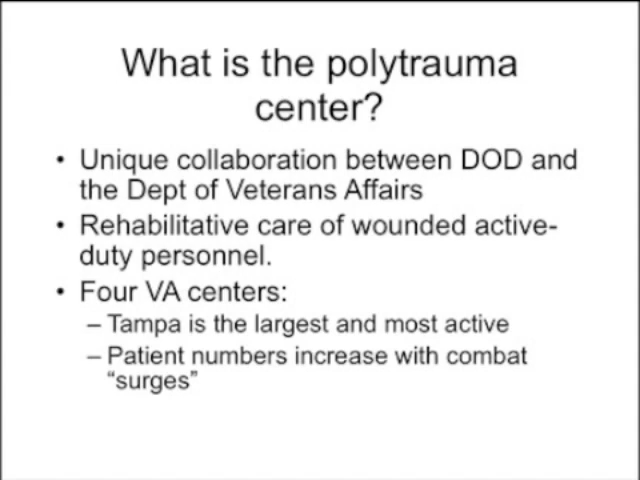 What is the polytrauma
center?
• Unique collaboration between DOD and
the Dept of Veterans Affairs
• Rehabilitative care of wounded active-
duty personnel.
• Four VA centers:
– Tampa is the largest and most active
– Patient numbers increase with combat
“surges”